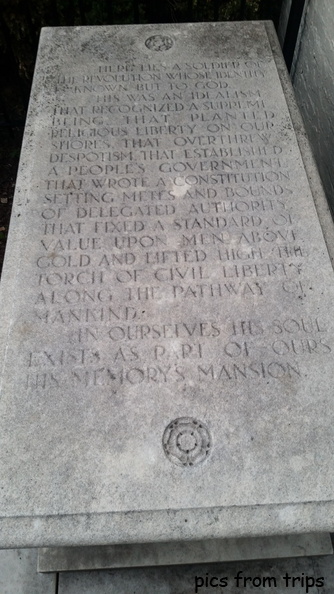 HERE LIES A SOLDIER OF
THE REVOLUTION WHOSE IDENTITY
IS KNOWN BUT TO GOD.
HIS WAS AN IDEALISM
THAT RECOGNIZED A SUPREME
BEING, THAT PLANTED
RELIGIOUS LIBERTY ON OUR
SHORES, THAT OVERTHREW
DESPOTISM, THAT ESTABLISHED
A PEOPLE'S GOVERNMENT,
THAT WROTE A CONSTITUTION
SETTING METES AND BOUNDS
OF DELEGATED AUTHORITY,
THAT FIXED A STANDARD OF
VALUE UPON MEN ABOVE
GOLD AND LIFTED HIGH THE
TORCH OF CIVIL LIBERTY
ALONG THE PATHWAY OF
MANKIND.
IN OURSELVES HIS SOUL
EXISTS AS PART OF OURS,
HIS MEMORY'S MANSION.
pics from trips